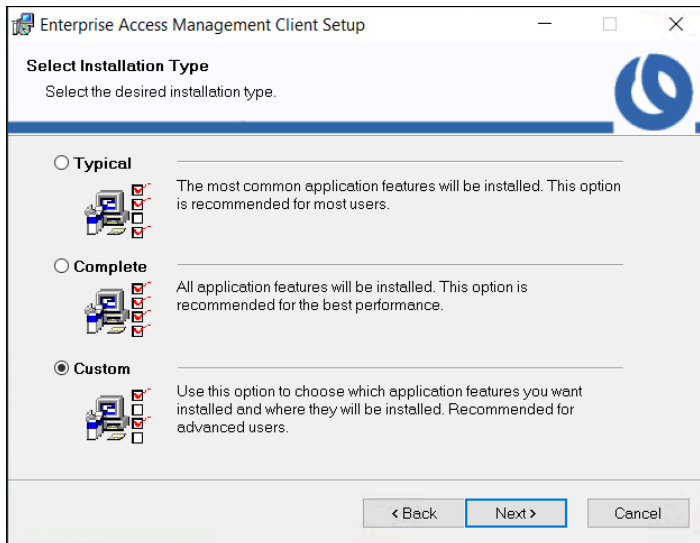 Enterprise Access Management Client Setup
Select Installation Type
Select the desired installation type.
Typical
The most common application features will be installed. This option
is recommended for most users.
Complete
All application features will be installed. This option is
recommended for the best performance.
Custom
Use this option to choose which application features you want
installed and where they will be installed. Recommended for
advanced users.
< Back Next > Cancel